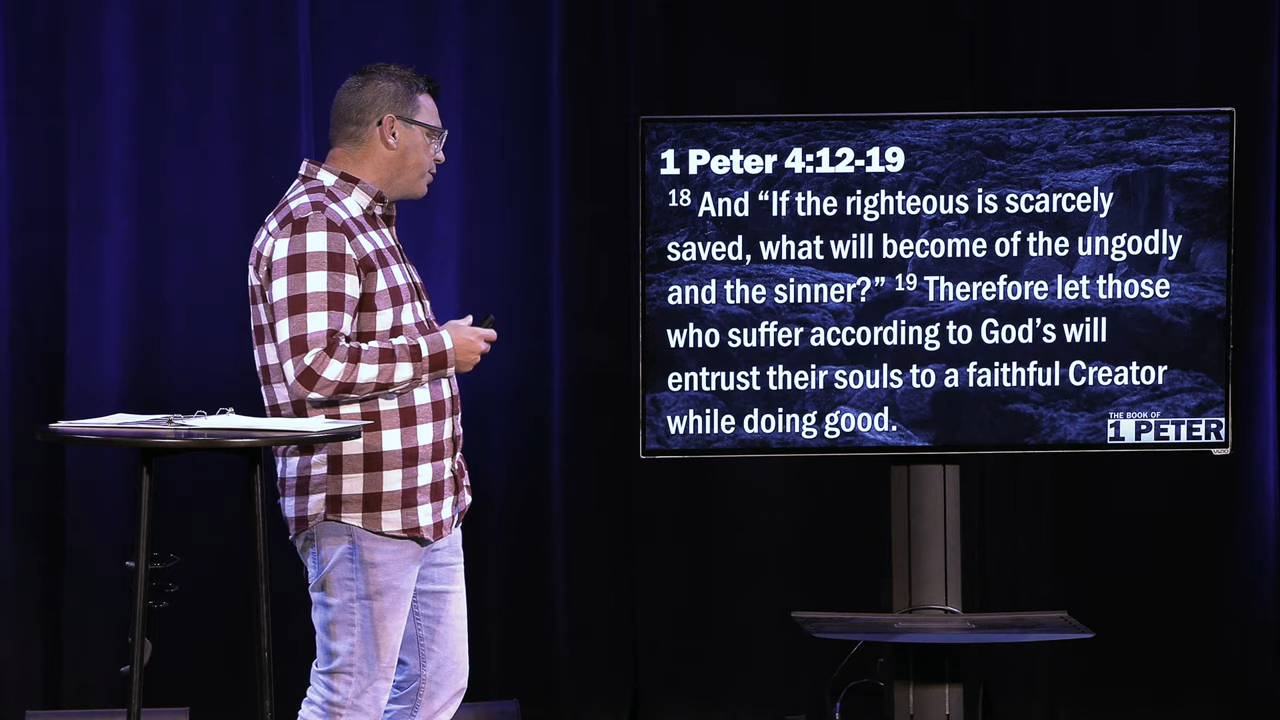 1 Peter 4:12-19
18 And “If the righteous is scarcely
saved, what will become of the ungodly
and the sinner?” 19 Therefore let those
who suffer according to God’s will
entrust their souls to a faithful Creator
while doing good.
THE BOOK OF
1 PETER
VIZIO